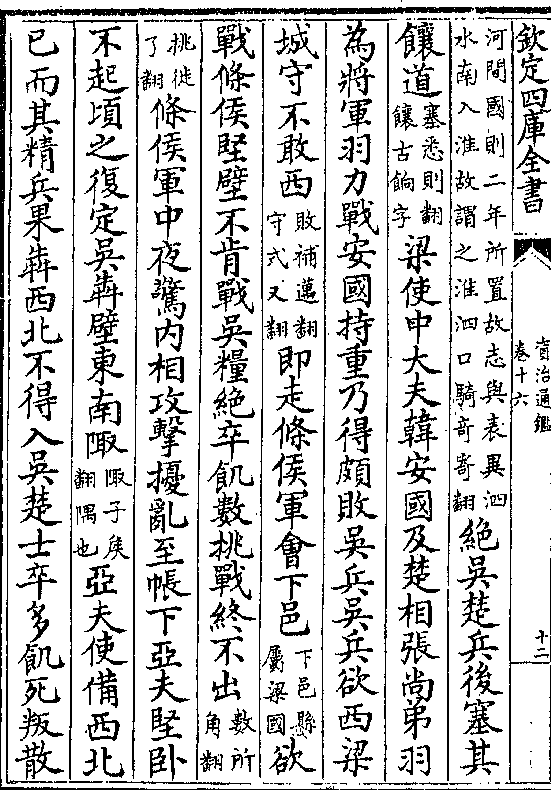 欽定四庫全書
資治通鑑
卷十六
十二
河間國則二年所置故志與表異泗
水南入淮故謂之淮泗口騎奇寄翻
絶吳楚兵後塞其
饟道
塞悉則翻
饟古餉字
梁使中大夫韓安國及楚相張尚弟羽
為將軍羽力戰安國持重乃得頗敗吳兵吳兵欲西梁
城守不敢西
敗補邁翻
守式又翻
即走條侯軍㑹下邑
下邑縣
屬梁國
欲
戰條侯堅壁不肯戰吳糧絶卒飢數挑戰終不出
數所
角翻
挑徙
了翻
條侯軍中夜驚内相攻擊擾亂至帳下亞夫堅卧
不起頃之復定吳犇壁東南陬
陬子侯
翻隅也
亞夫使備西北
已而其精兵果犇西北不得入吳楚士卒多飢死叛散